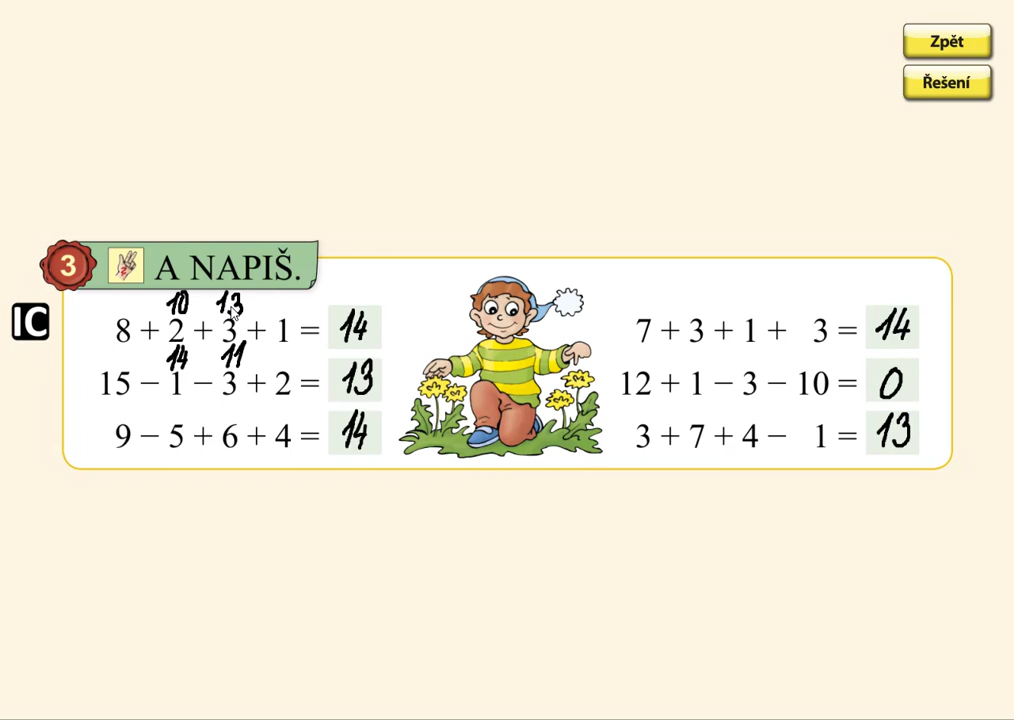 Zpět
Řešení
3 2 A NAPIŠ.
10 13
IC
8 + 2 + 3 + 1 = 14
14 11
15 − 1 − 3 + 2 = 13
9 − 5 + 6 + 4 = 14
7 + 3 + 1 + 3 = 14
12 + 1 − 3 − 10 = 0
3 + 7 + 4 − 1 = 13